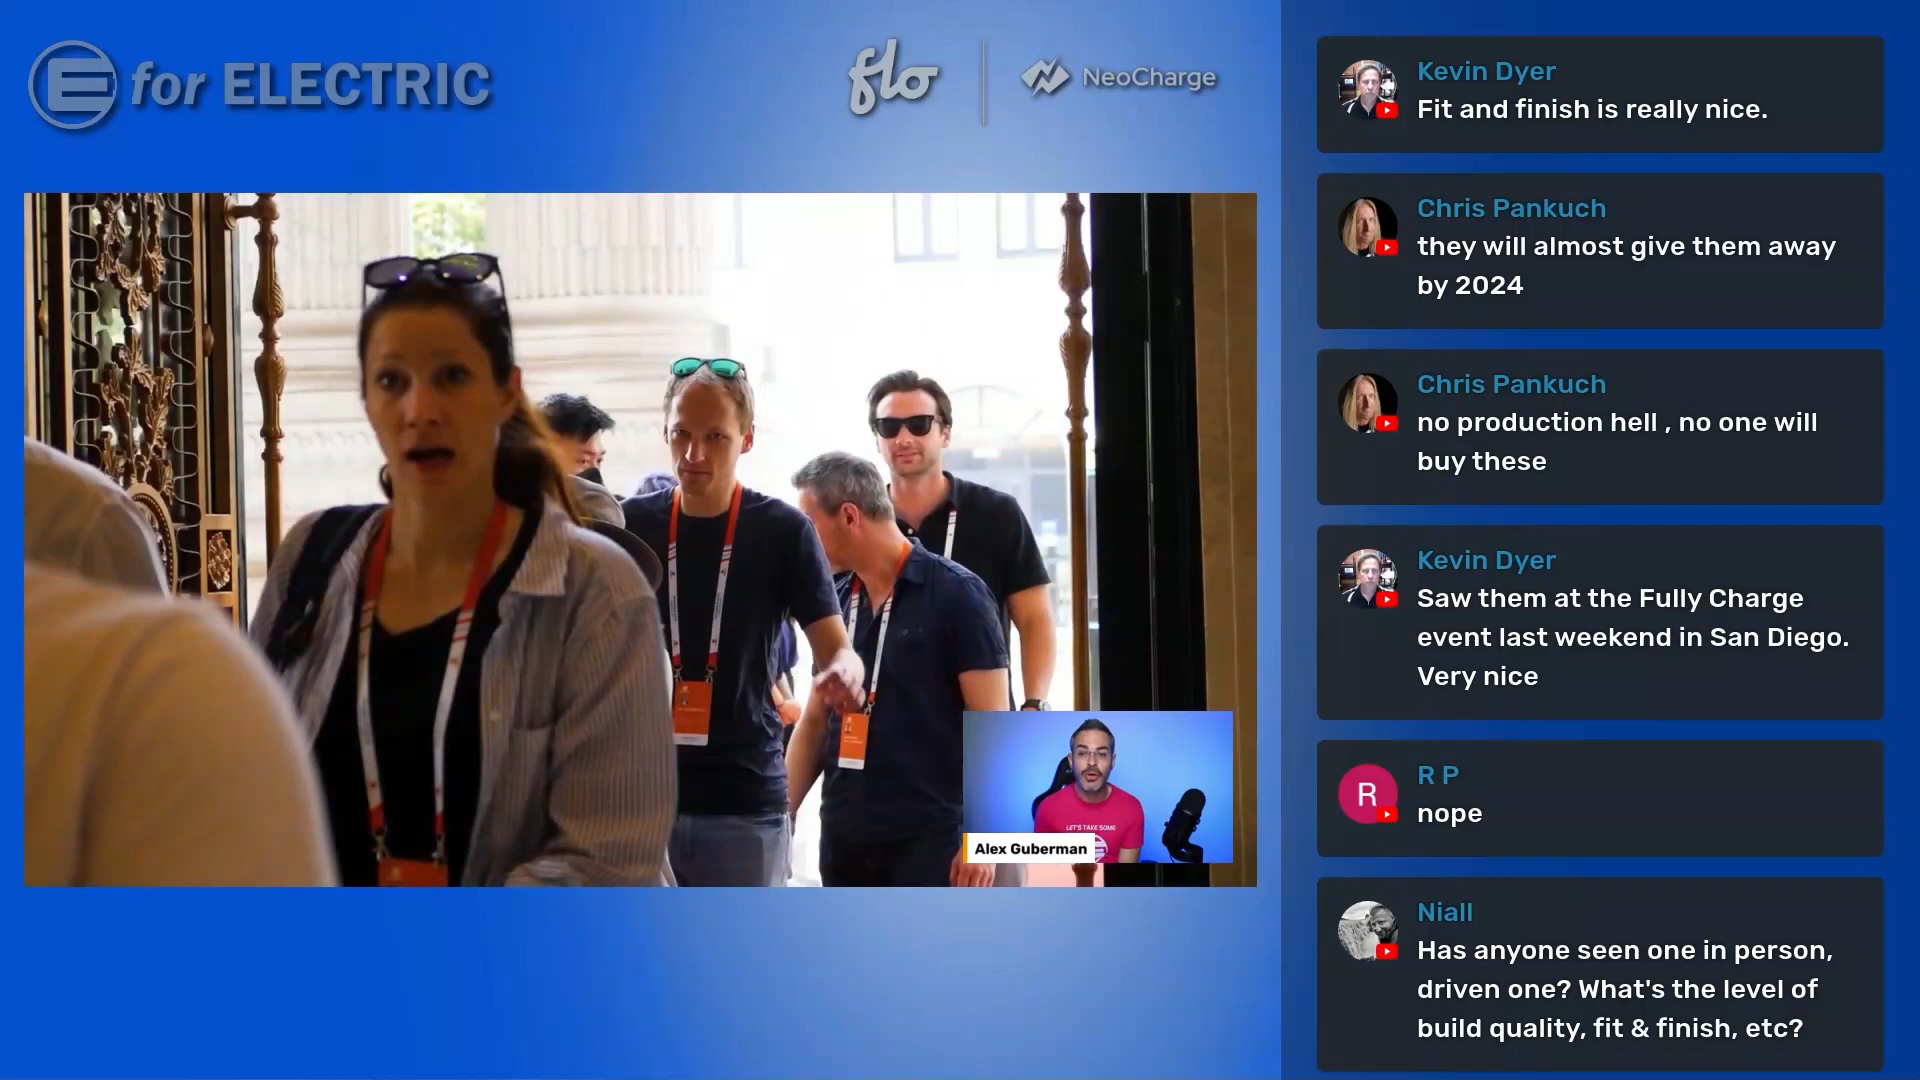 E for ELECTRIC
flo
NeoCharge
LET'S TAKE SOME
Alex Guberman
Kevin Dyer
Fit and finish is really nice.
Chris Pankuch
they will almost give them away
by 2024
Chris Pankuch
no production hell , no one will
buy these
Kevin Dyer
Saw them at the Fully Charge
event last weekend in San Diego.
Very nice
R
R P
nope
Niall
Has anyone seen one in person,
driven one? What's the level of
build quality, fit & finish, etc?